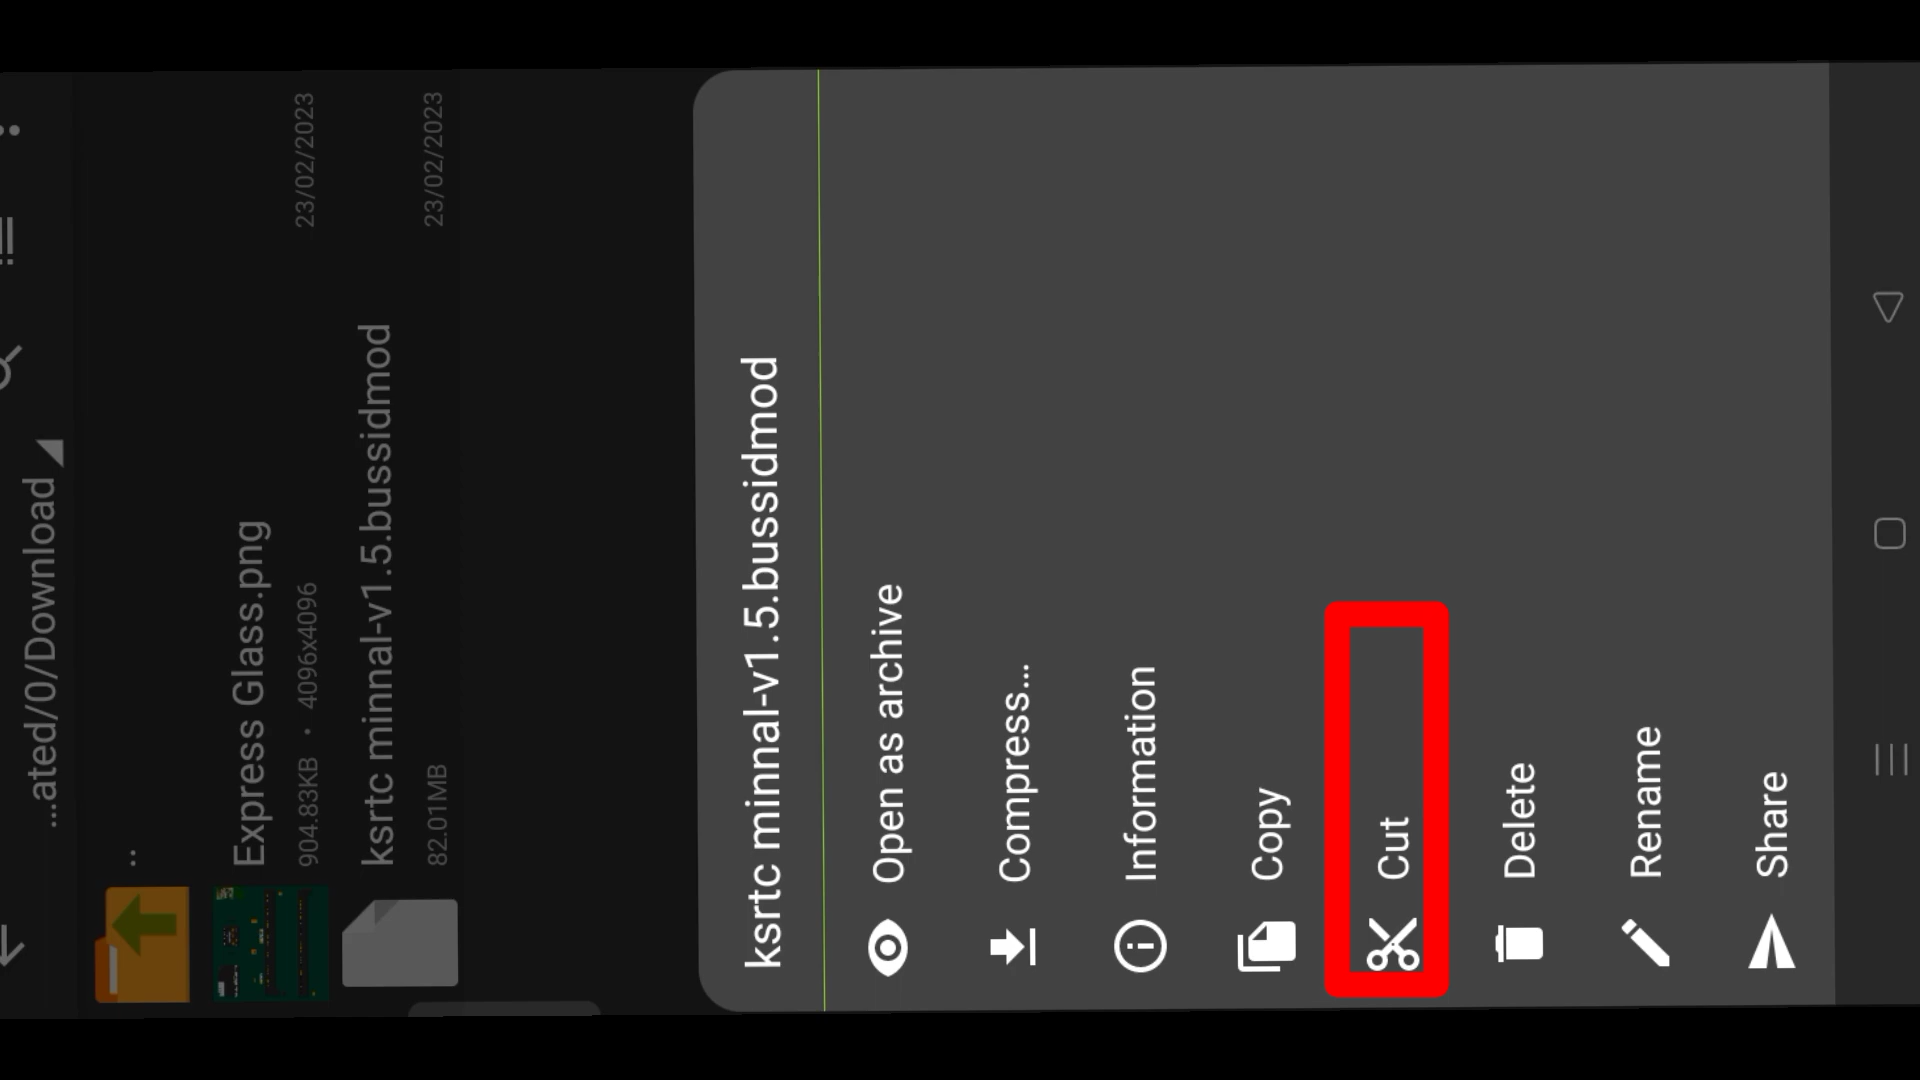 ...ated/0/Download
..
Express Glass.png
904.83KB · 4096x4096
23/02/2023
ksrtc minnal-v1.5.bussidmod
82.01MB
23/02/2023
ksrtc minnal-v1.5.bussidmod
Open as archive
Compress...
Information
Copy
Cut
Delete
Rename
Share